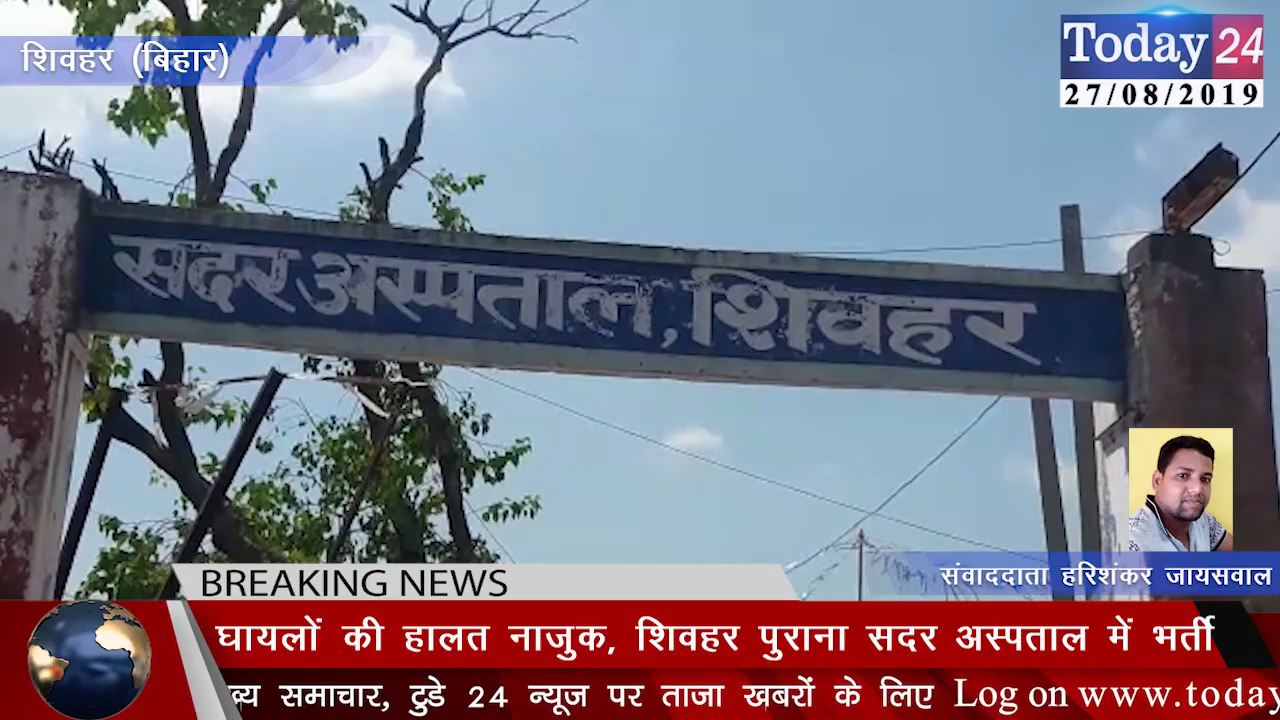 शिवहर (बिहार)
Today 24
27/08/2019
सदर अस्पताल, शिवहर
संवाददाता हरिशंकर जायसवाल
BREAKING NEWS
घायलों की हालत नाजुक, शिवहर पुराना सदर अस्पताल में भर्ती
समाचार, टुडे 24 न्यूज पर ताजा खबरों के लिए Log on www.today